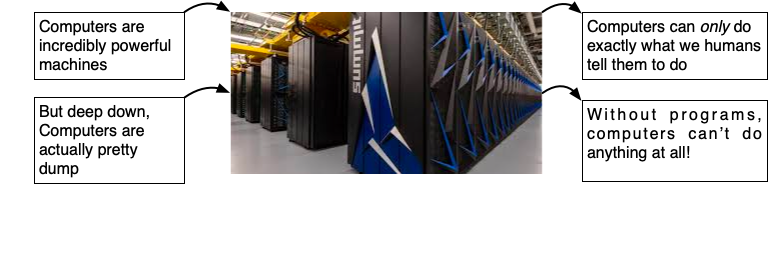 Computers are
incredibly powerful
machines
But deep down,
Computers are
actually pretty
dump
summit
Computers can only do
exactly what we humans
tell them to do
Without programs,
computers can't do
anything at all!